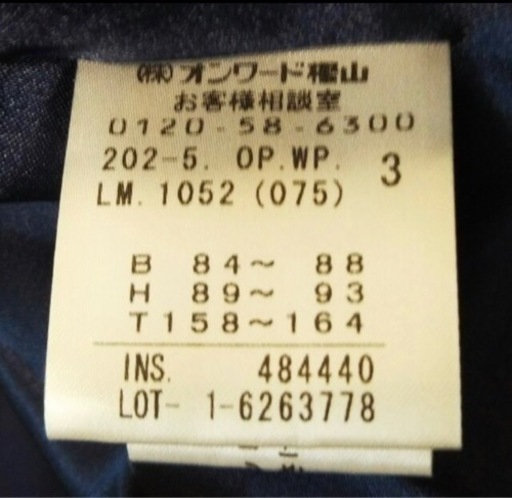 ㈱オンワード樫山
お客様相談室
0120-58-6300
202-5. OP.WP. 3
LM. 1052 (075)
B 84～ 88
H 89～ 93
T158～164
INS. 484440
LOT- 1-6263778